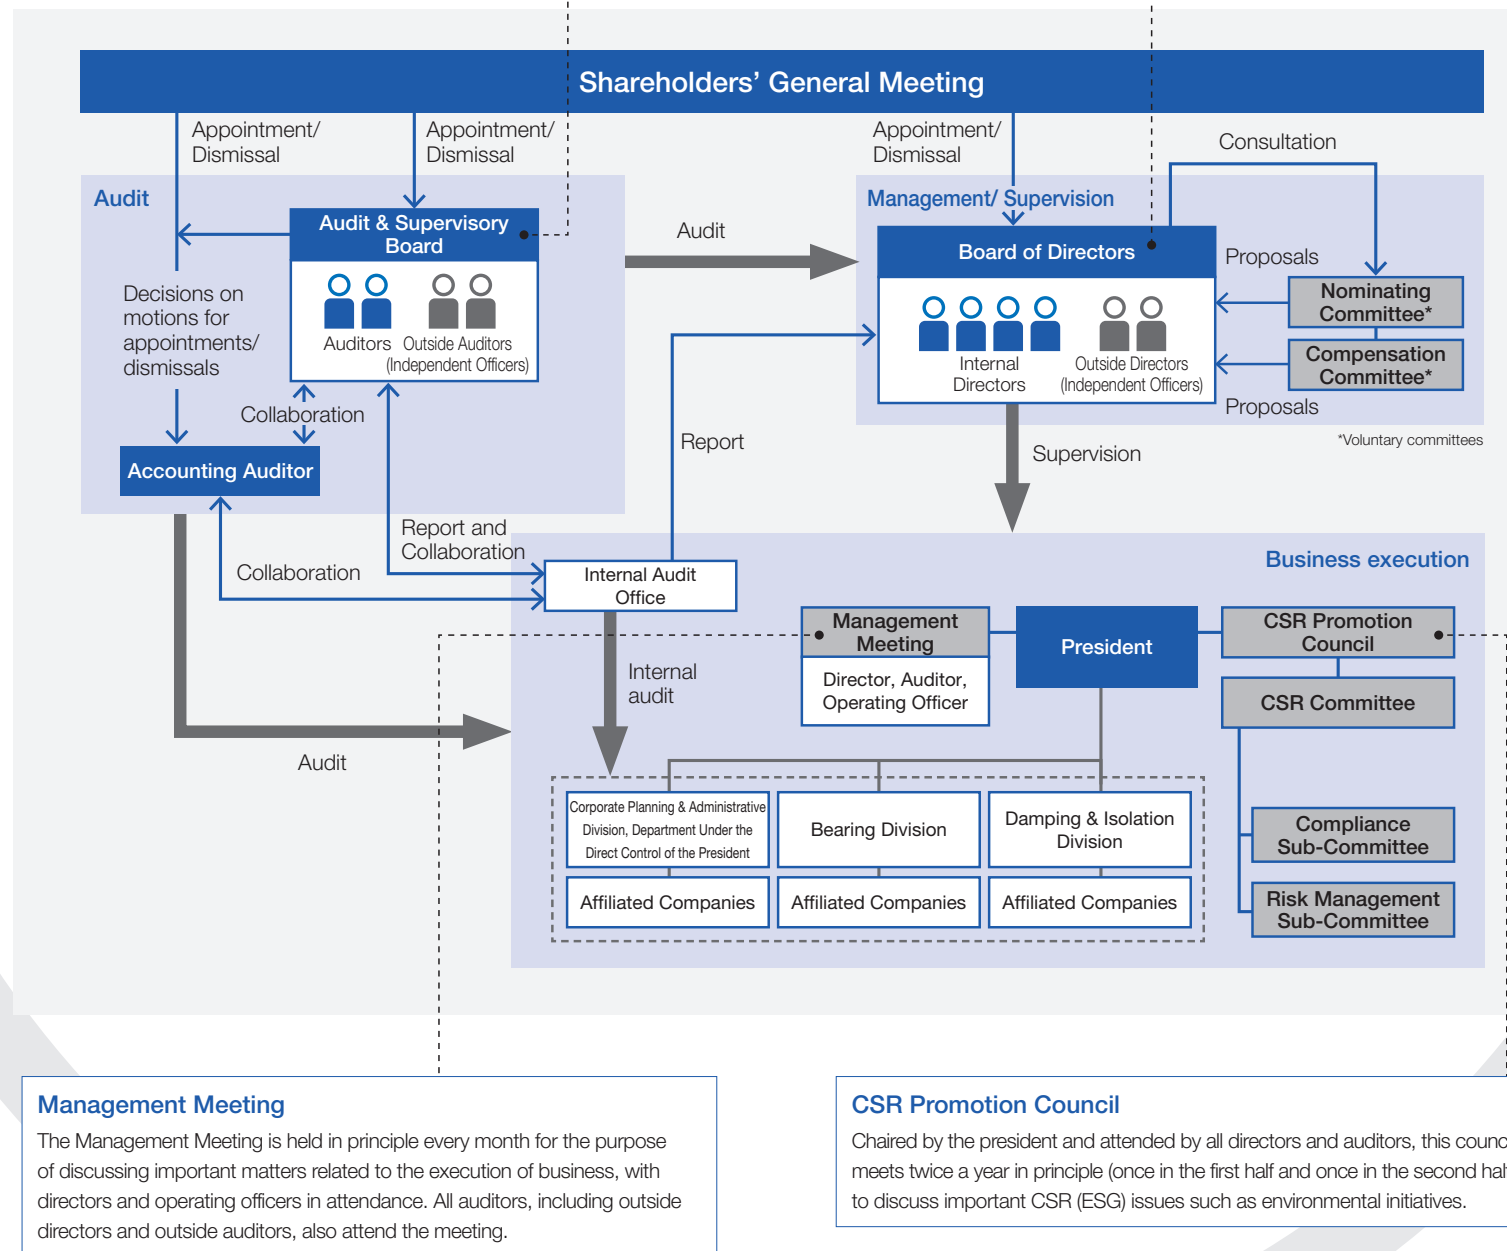 Shareholders’ General Meeting
Appointment/
Dismissal
Appointment/
Dismissal
Appointment/
Dismissal
Consultation
Audit
Audit & Supervisory
Board
Auditors
Outside Auditors
(Independent Officers)
Decisions on
motions for
appointments/
dismissals
Collaboration
Accounting Auditor
Audit
Management/ Supervision
Board of Directors
Internal
Directors
Outside Directors
(Independent Officers)
Proposals
Nominating
Committee*
Compensation
Committee*
Proposals
*Voluntary committees
Report
Supervision
Report and
Collaboration
Collaboration
Business execution
Internal Audit
Office
Internal
audit
Audit
Management
Meeting
Director, Auditor,
Operating Officer
President
CSR Promotion
Council
CSR Committee
Compliance
Sub-Committee
Risk Management
Sub-Committee
Corporate Planning & Administrative
Division, Department Under the
Direct Control of the President
Bearing Division
Damping & Isolation
Division
Affiliated Companies
Affiliated Companies
Affiliated Companies
Management Meeting
The Management Meeting is held in principle every month for the purpose
of discussing important matters related to the execution of business, with
directors and operating officers in attendance. All auditors, including outside
directors and outside auditors, also attend the meeting.
CSR Promotion Council
Chaired by the president and attended by all directors and auditors, this
meets twice a year in principle (once in the first half and once in the second
to discuss important CSR (ESG) issues such as environmental initiatives.